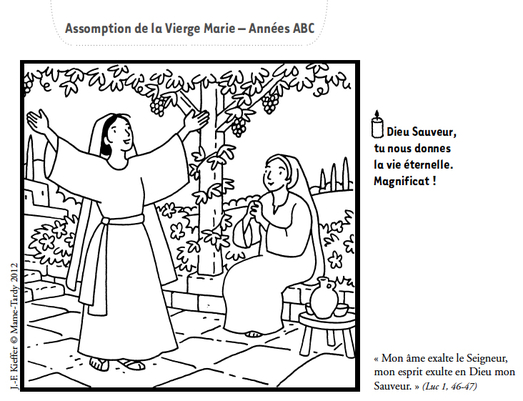 Assomption de la Vierge Marie – Années ABC
Dieu Sauveur,
tu nous donnes
la vie éternelle.
Magnificat !
J.-F. Kieffer © Mame-Tardy 2012
« Mon âme exalte le Seigneur,
mon esprit exulte en Dieu mon
Sauveur. » (Luc 1, 46-47)